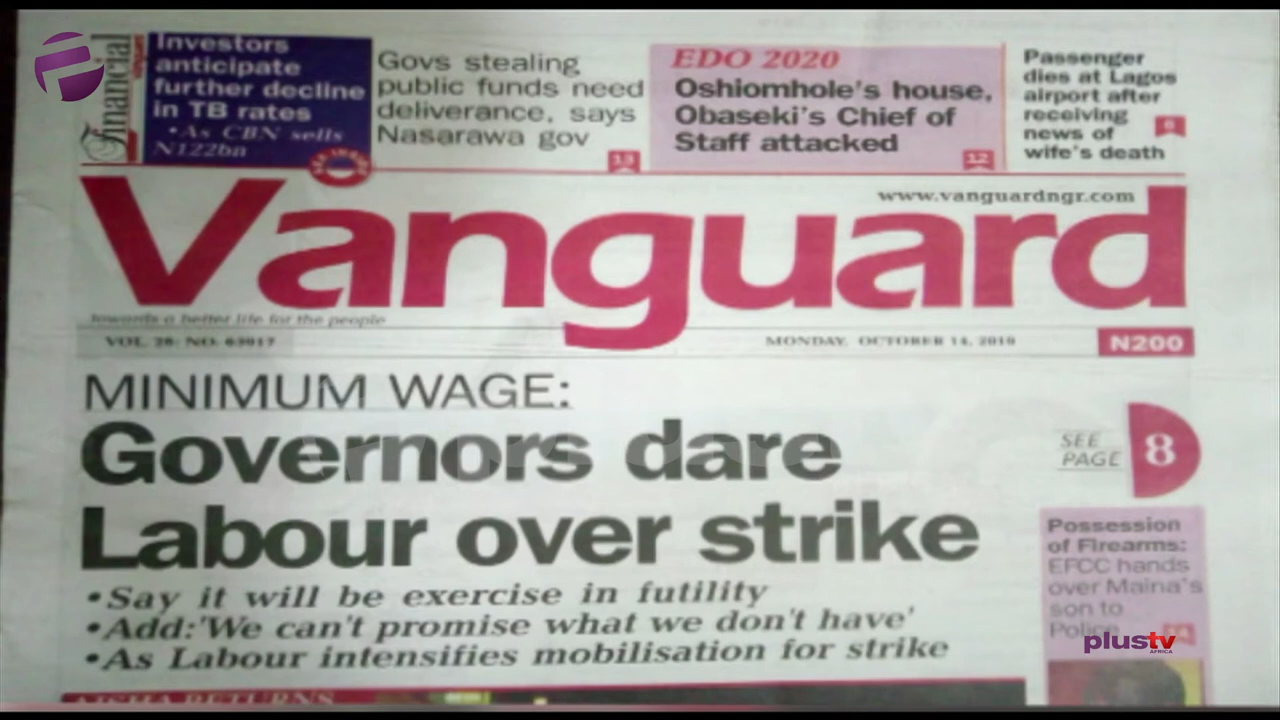 Financial
Investors
anticipate
further decline
in TB rates
•As CBN sells
N122bn
Govs stealing
public funds need
deliverance, says
Nasarawa gov
13
EDO 2020
Oshiomhole's house,
Obaseki's Chief of
Staff attacked
12
Passenger
dies at Lagos
airport after
receiving
news of
wife's death
6
www.vanguardngr.com
Vanguard
towards a better life for the people
MONDAY, OCTOBER 14, 2019
N200
MINIMUM WAGE:
Governors dare
Labour over strike
•Say it will be exercise in futility
•Add:'We can't promise what we don't have'
•As Labour intensifies mobilisation for strike
SEE
PAGE
8
Possession
of Firearms:
EFCC hands
over Maina's
son to
Police
plustv
AFRICA
AISHA RETURNS